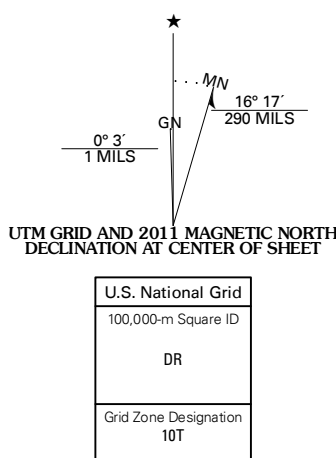 MN
GN
16° 17´
290 MILS
0° 3´
1 MILS
UTM GRID AND 2011 MAGNETIC NORTH
DECLINATION AT CENTER OF SHEET
U.S. National Grid
100,000-m Square ID
DR
Grid Zone Designation
10T